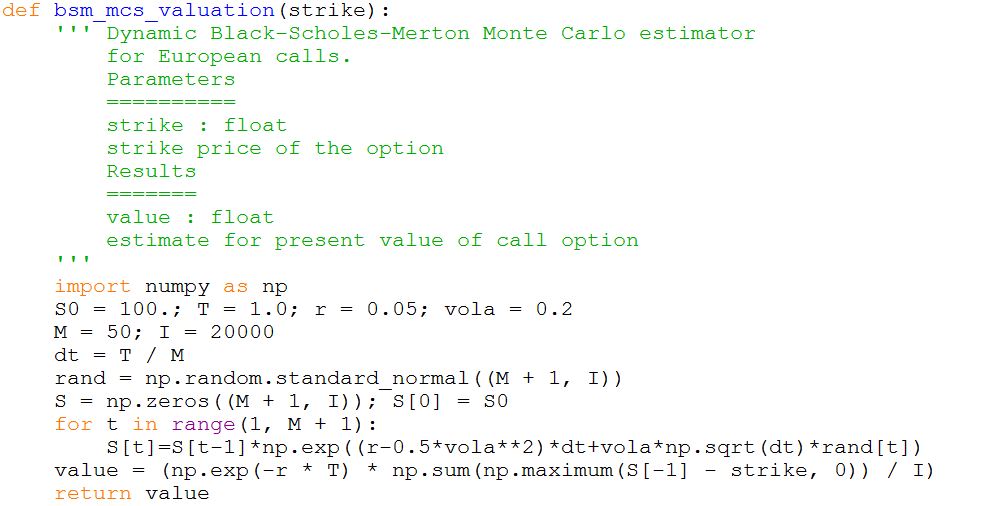 def bsm_mcs_valuation(strike):
    ''' Dynamic Black-Scholes-Merton Monte Carlo estimator
        for European calls.
        Parameters
        ==========
        strike : float
        strike price of the option
        Results
        =======
        value : float
        estimate for present value of call option
    '''
    import numpy as np
    S0 = 100.; T = 1.0; r = 0.05; vola = 0.2
    M = 50; I = 20000
    dt = T / M
    rand = np.random.standard_normal((M + 1, I))
    S = np.zeros((M + 1, I)); S[0] = S0
    for t in range(1, M + 1):
        S[t]=S[t-1]*np.exp((r-0.5*vola**2)*dt+vola*np.sqrt(dt)*rand[t])
    value = (np.exp(-r * T) * np.sum(np.maximum(S[-1] - strike, 0)) / I)
    return value